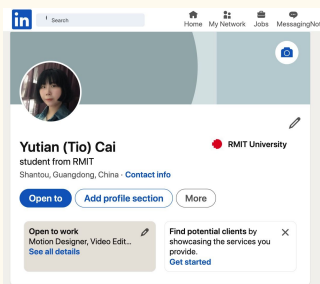 in
Search
Home My Network Jobs MessagingNot
Yutian (Tio) Cai
RMIT University
student from RMIT
Shantou, Guangdong, China · Contact info
Open to
Add profile section
More
Open to work
Motion Designer, Video Edit...
See all details
Find potential clients by
showcasing the services you
provide.
Get started